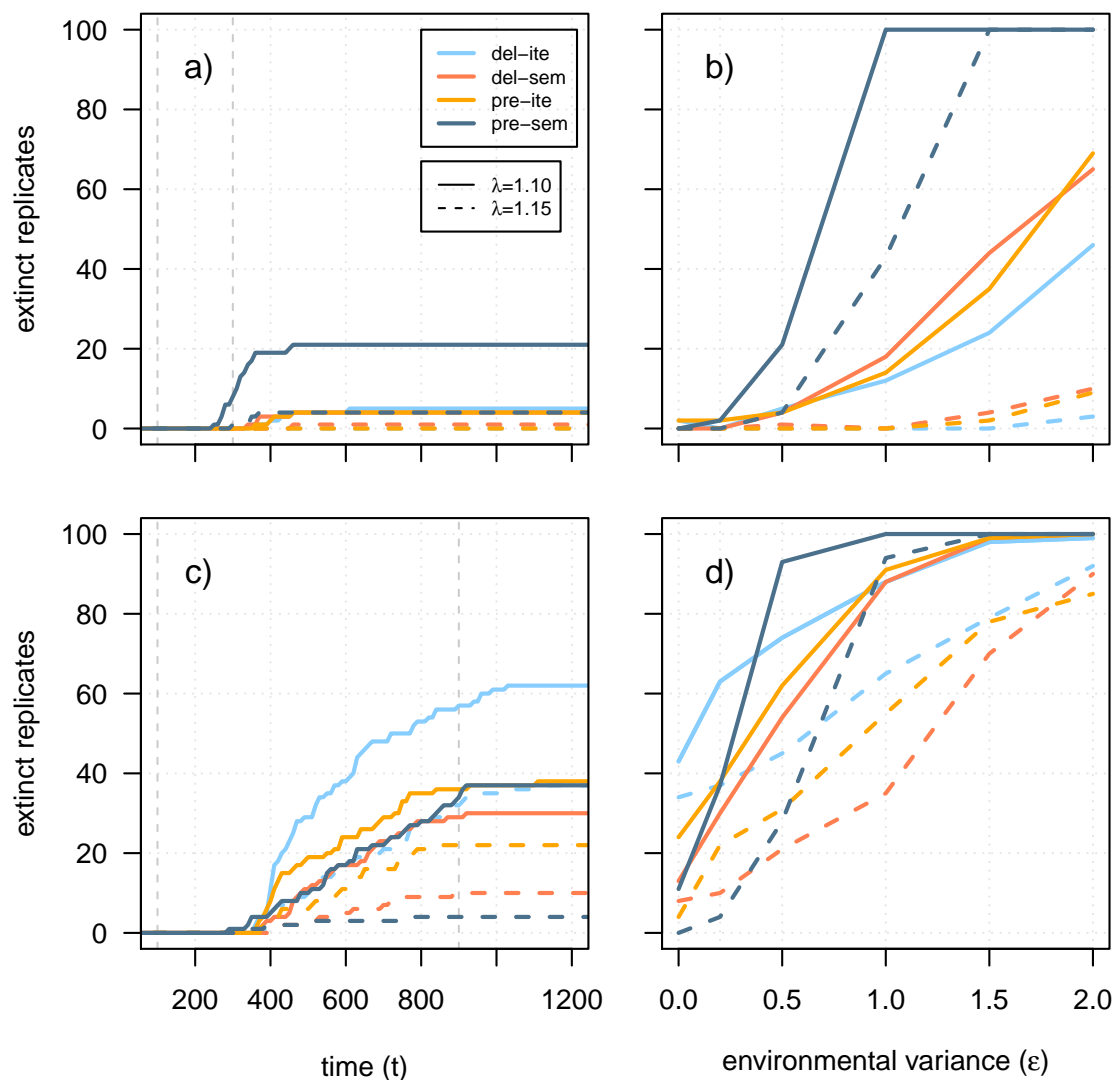 a)
del−ite
del−sem
pre−ite
pre−sem
λ=1.10
λ=1.15
100
80
60
40
20
0
extinct replicates
b)
c)
100
80
60
40
20
0
extinct replicates
200 400 600 800 1200
time (t)
d)
0.0 0.5 1.0 1.5 2.0
environmental variance (ε)